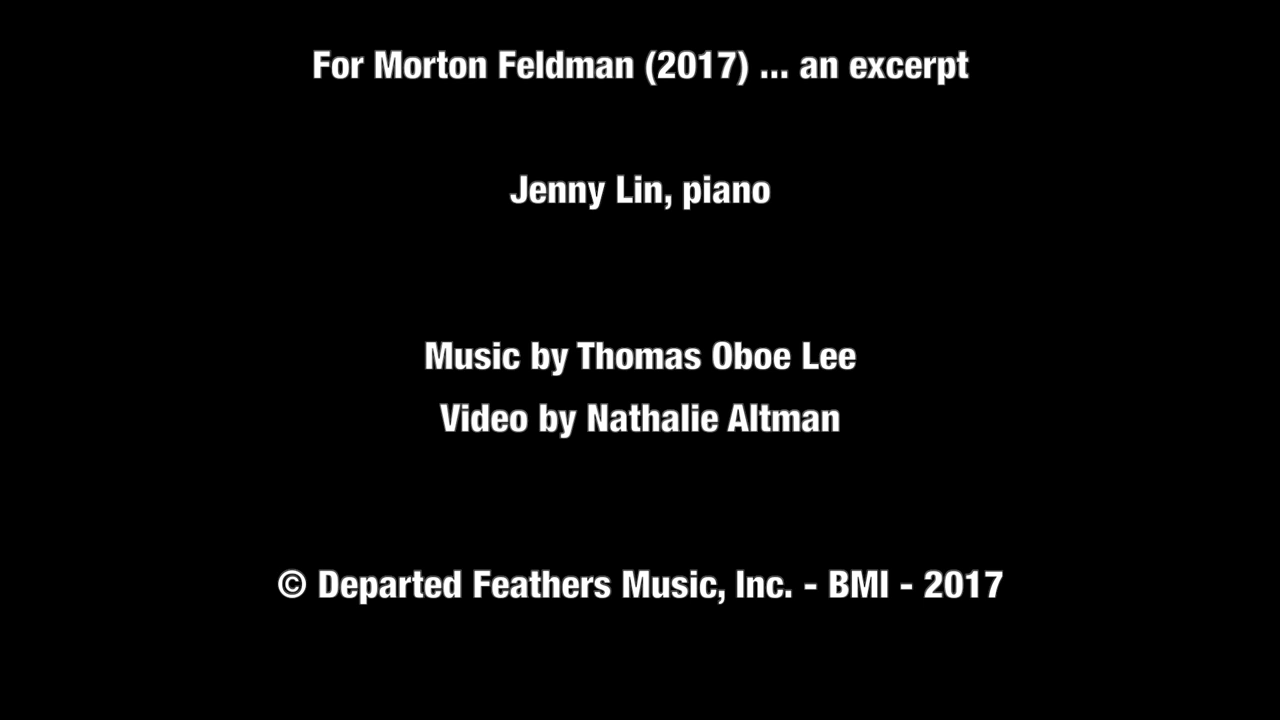 For Morton Feldman (2017) ... an excerpt
Jenny Lin, piano
Music by Thomas Oboe Lee
Video by Nathalie Altman
© Departed Feathers Music, Inc. - BMI - 2017